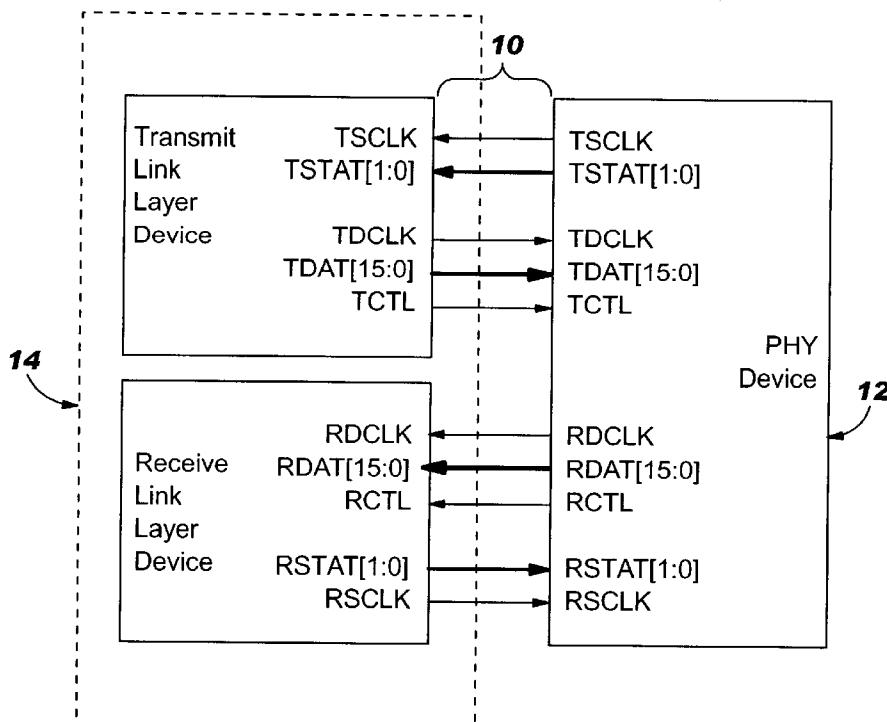 10
Transmit
Link
Layer
Device
TSCLK
TSTAT[1:0]
TDCLK
TDAT[15:0]
TCTL
TSCLK
TSTAT[1:0]
TDCLK
TDAT[15:0]
TCTL
PHY
Device
14
12
Receive
Link
Layer
Device
RDCLK
RDAT[15:0]
RCTL
RSTAT[1:0]
RSCLK
RDCLK
RDAT[15:0]
RCTL
RSTAT[1:0]
RSCLK